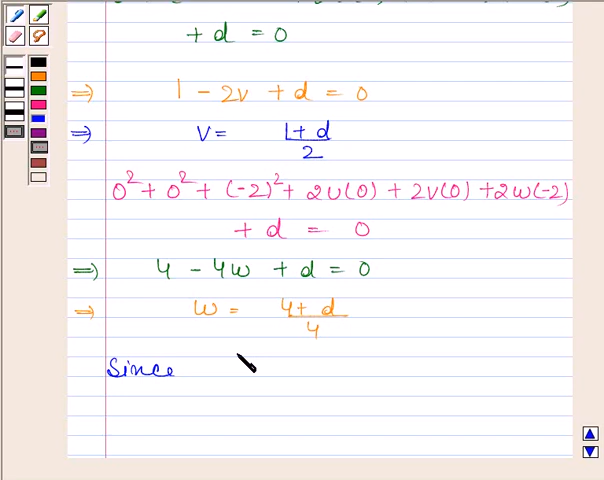 + d = 0
⇒ 1 - 2v + d = 0
⇒ v = 1 + d / 2
0² + 0² + (-2)² + 2u(0) + 2v(0) + 2w(-2)
+ d = 0
⇒ 4 - 4w + d = 0
⇒ w = 4 + d / 4
Since